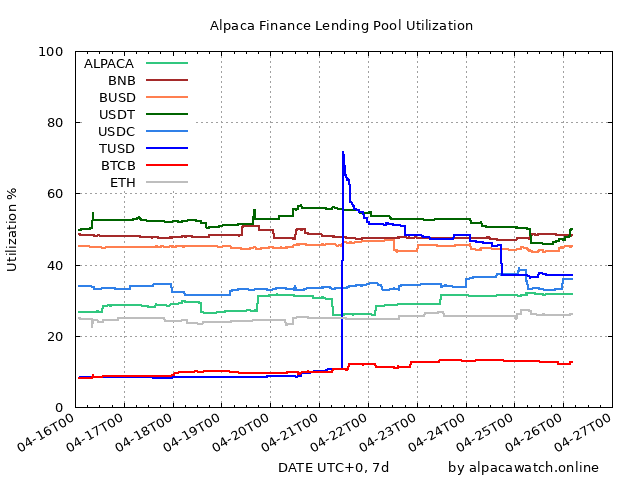 Alpaca Finance Lending Pool Utilization
100
80
60
40
20
0
Utilization %
ALPACA
BNB
BUSD
USDT
USDC
TUSD
BTCB
ETH
04-16T00
04-17T00
04-18T00
04-19T00
04-20T00
04-21T00
04-22T00
04-23T00
04-24T00
04-25T00
04-26T00
04-27T00
DATE UTC+0, 7d
by alpacawatch.online